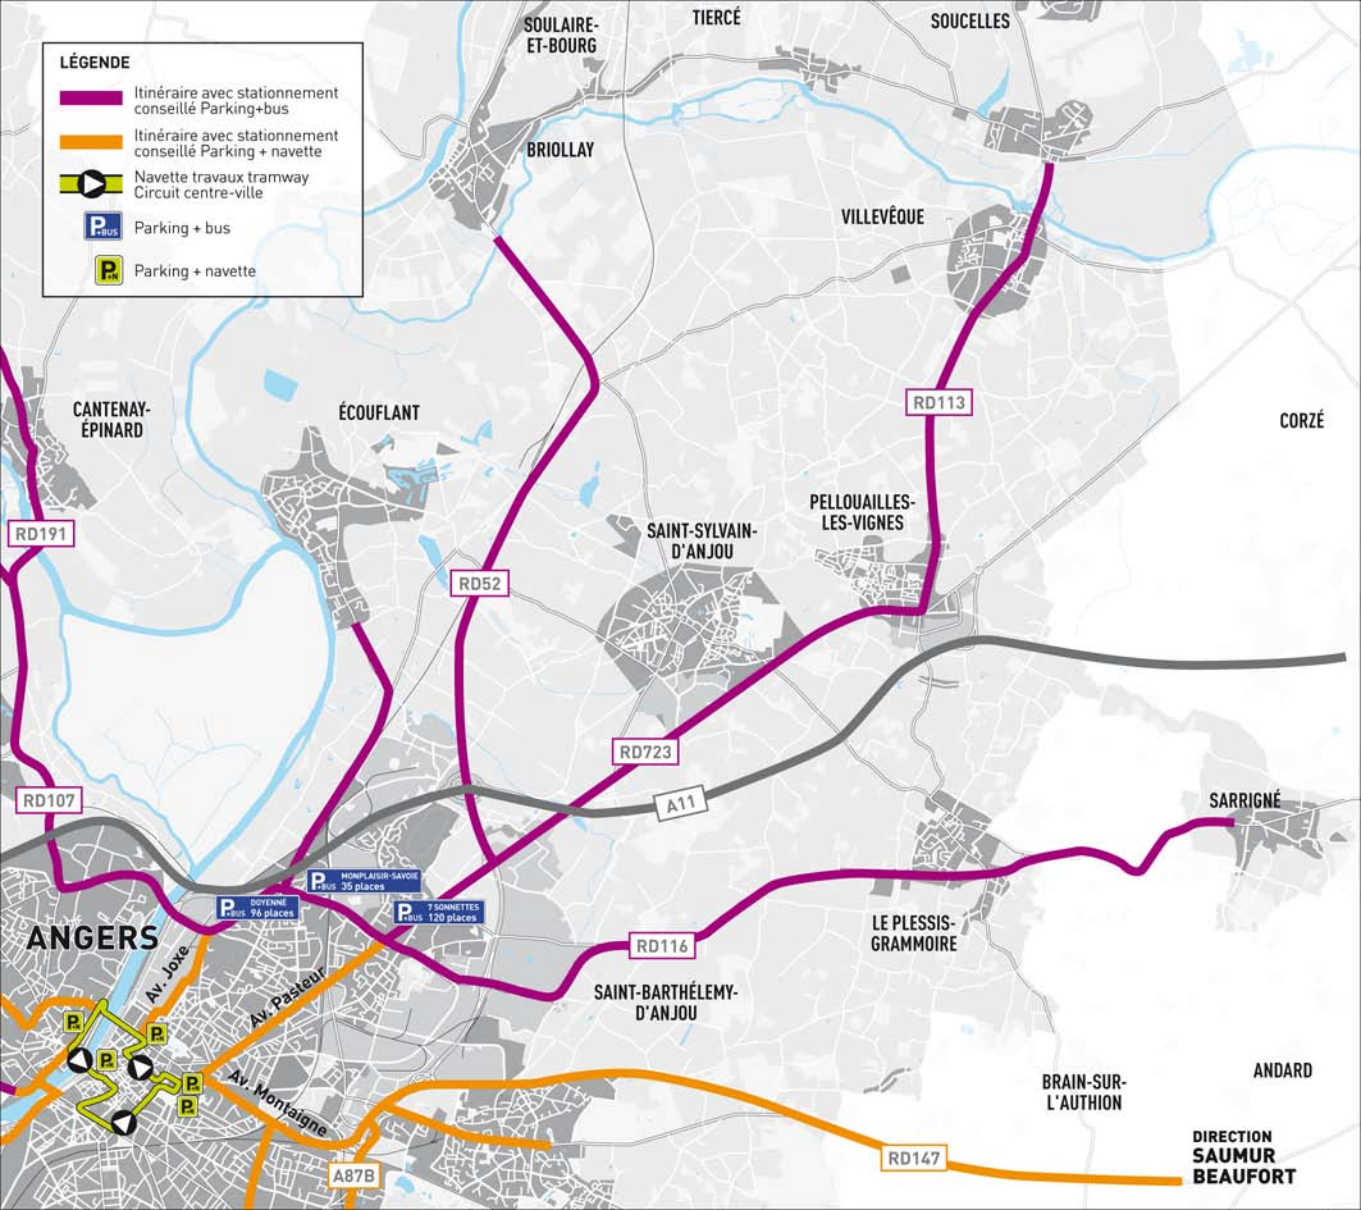 SOULAIRE-
ET-BOURG
TIERCÉ
SOUCELLES
LÉGENDE
Itinéraire avec stationnement
conseillé Parking+bus
Itinéraire avec stationnement
conseillé Parking + navette
Navette travaux tramway
Circuit centre-ville
P+BUS Parking + bus
P+N Parking + navette
BRIOLLAY
VILLEVÊQUE
RD113
CANTENAY-
ÉPINARD
ÉCOUFLANT
CORZÉ
PELLOUAILLES-
LES-VIGNES
RD191
SAINT-SYLVAIN-
D'ANJOU
RD52
RD723
A11
RD107
SARRIGNÉ
P+BUS MONPLAISIR-SAVOIE
35 places
P+BUS DOYENNÉ
96 places
P+BUS 7 SONNETTES
120 places
ANGERS
LE PLESSIS-
GRAMMOIRE
RD116
Av. Joxe
Av. Pasteur
SAINT-BARTHÉLEMY-
D'ANJOU
P+N
P+N
P+N
P+N
P+N
Av. Montaigne
BRAIN-SUR-
L'AUTHION
ANDARD
A87B
RD147
DIRECTION
SAUMUR
BEAUFORT